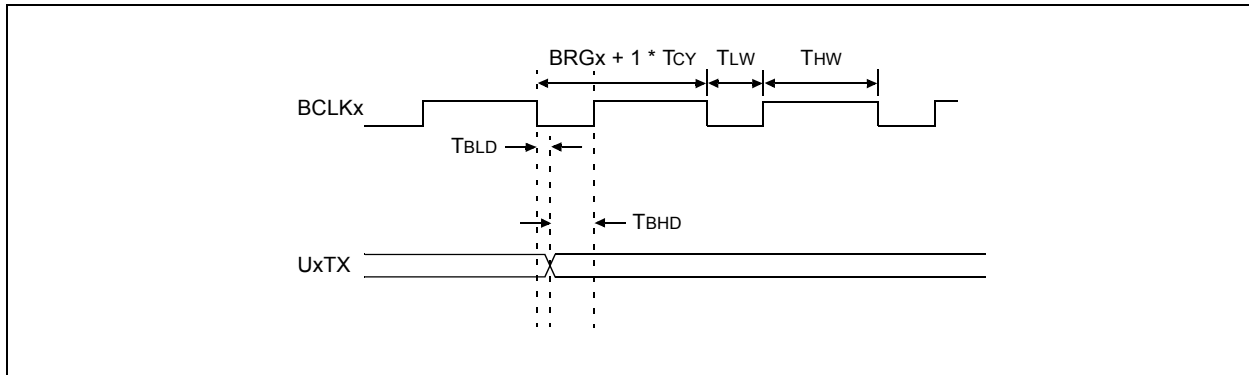 BRGx + 1 * TCY TLW THW
BCLKx
TBLD
TBHD
UxTX